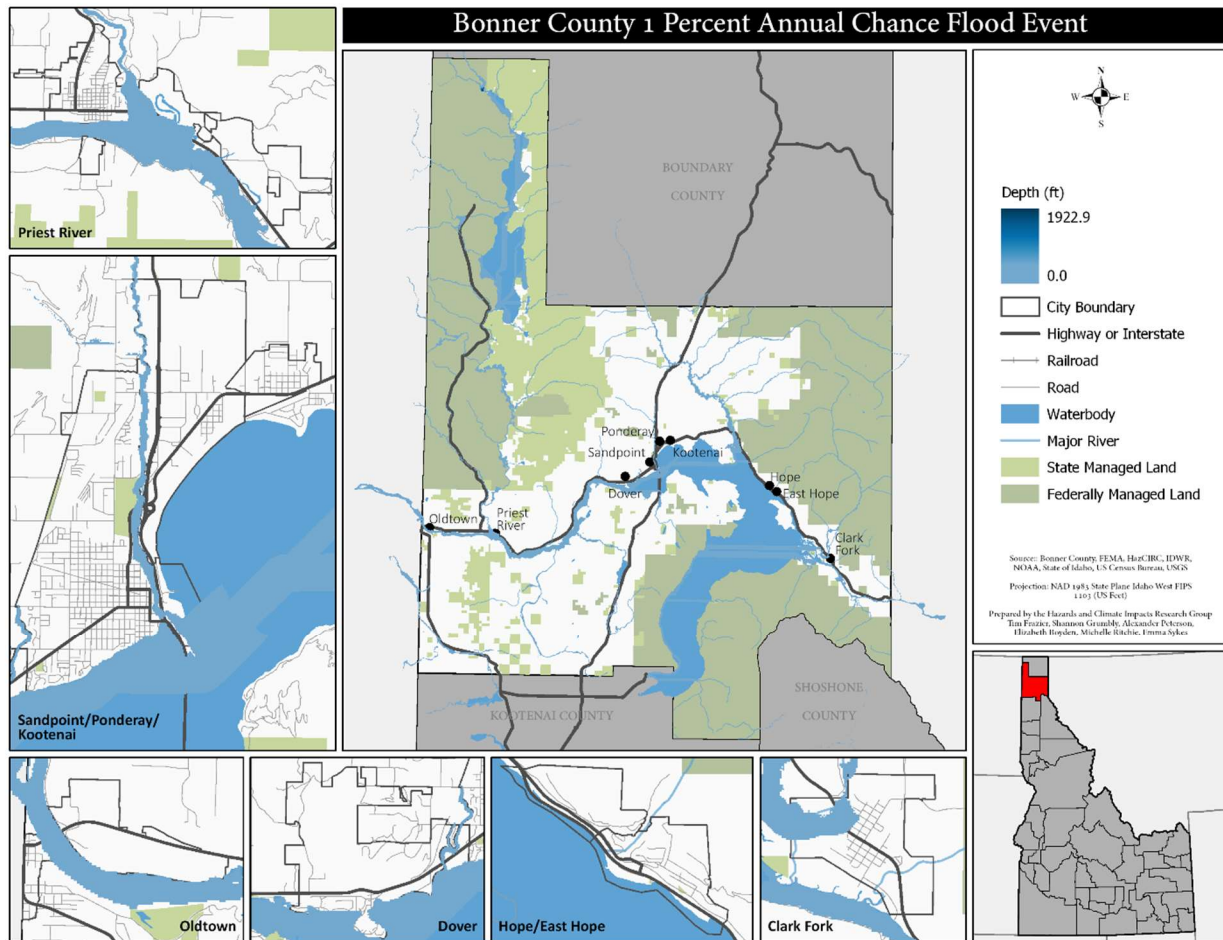 Bonner County 1 Percent Annual Chance Flood Event
Priest River
Sandpoint/Ponderay/
Kootenai
BOUNDARY
COUNTY
Ponderay
Kootenai
Sandpoint
Dover
Hope
East Hope
Oldtown
Priest
River
Clark
Fork
KOOTENAI COUNTY
SHOSHONE
COUNTY
N
W
E
S
Depth (ft)
1922.9
0.0
City Boundary
Highway or Interstate
Railroad
Road
Waterbody
Major River
State Managed Land
Federally Managed Land
Source: Bonner County, FEMA, HazCIRC, IDWR,
NOAA, State of Idaho, US Census Bureau, USGS
Projection: NAD 1983 State Plane Idaho West FIPS
1103 (US Feet)
Prepared by the Hazards and Climate Impacts Research Group
Tim Frazier, Shannon Grumbly, Alexander Peterson,
Elizabeth Royden, Michelle Ritchie, Emma Sykes
Oldtown
Dover
Hope/East Hope
Clark Fork